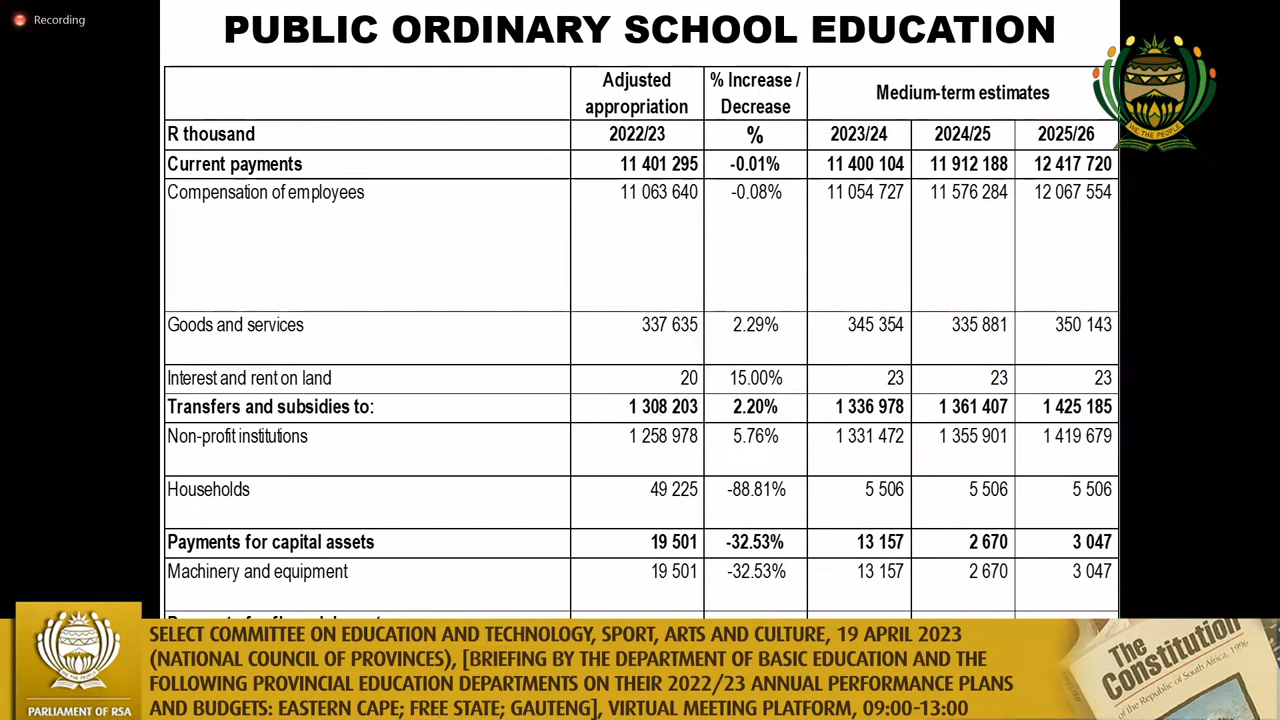 Recording
PUBLIC ORDINARY SCHOOL EDUCATION
Adjusted appropriation % Increase / Decrease Medium-term estimates
R thousand 2022/23 % 2023/24 2024/25 2025/26
Current payments 11 401 295 -0.01% 11 400 104 11 912 188 12 417 720
Compensation of employees 11 063 640 -0.08% 11 054 727 11 576 284 12 067 554
Goods and services 337 635 2.29% 345 354 335 881 350 143
Interest and rent on land 20 15.00% 23 23 23
Transfers and subsidies to: 1 308 203 2.20% 1 336 978 1 361 407 1 425 185
Non-profit institutions 1 258 978 5.76% 1 331 472 1 355 901 1 419 679
Households 49 225 -88.81% 5 506 5 506 5 506
Payments for capital assets 19 501 -32.53% 13 157 2 670 3 047
Machinery and equipment 19 501 -32.53% 13 157 2 670 3 047
WE, THE PEOPLE
SELECT COMMITTEE ON EDUCATION AND TECHNOLOGY, SPORT, ARTS AND CULTURE, 19 APRIL 2023
(NATIONAL COUNCIL OF PROVINCES), [BRIEFING BY THE DEPARTMENT OF BASIC EDUCATION AND THE
FOLLOWING PROVINCIAL EDUCATION DEPARTMENTS ON THEIR 2022/23 ANNUAL PERFORMANCE PLANS
AND BUDGETS: EASTERN CAPE; FREE STATE; GAUTENG], VIRTUAL MEETING PLATFORM, 09:00-13:00
PARLIAMENT OF RSA
The
Constitution
of the Republic of South Africa, 1996